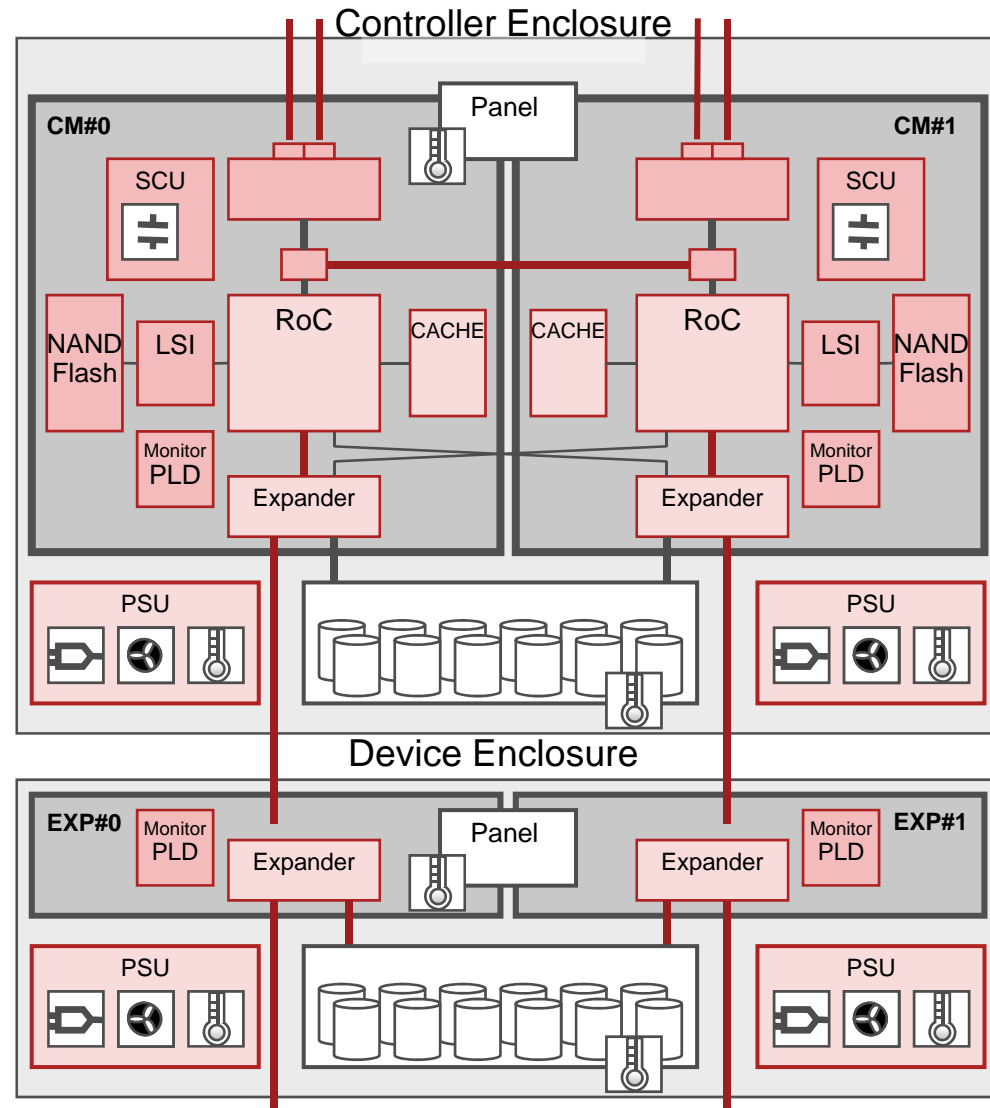 Controller Enclosure
CM#0
Panel
CM#1
SCU
SCU
NAND
Flash
LSI
RoC
CACHE
CACHE
RoC
LSI
NAND
Flash
Monitor
PLD
Expander
Expander
Monitor
PLD
PSU
PSU
Device Enclosure
EXP#0
Monitor
PLD
Expander
Panel
Expander
Monitor
PLD
EXP#1
PSU
PSU